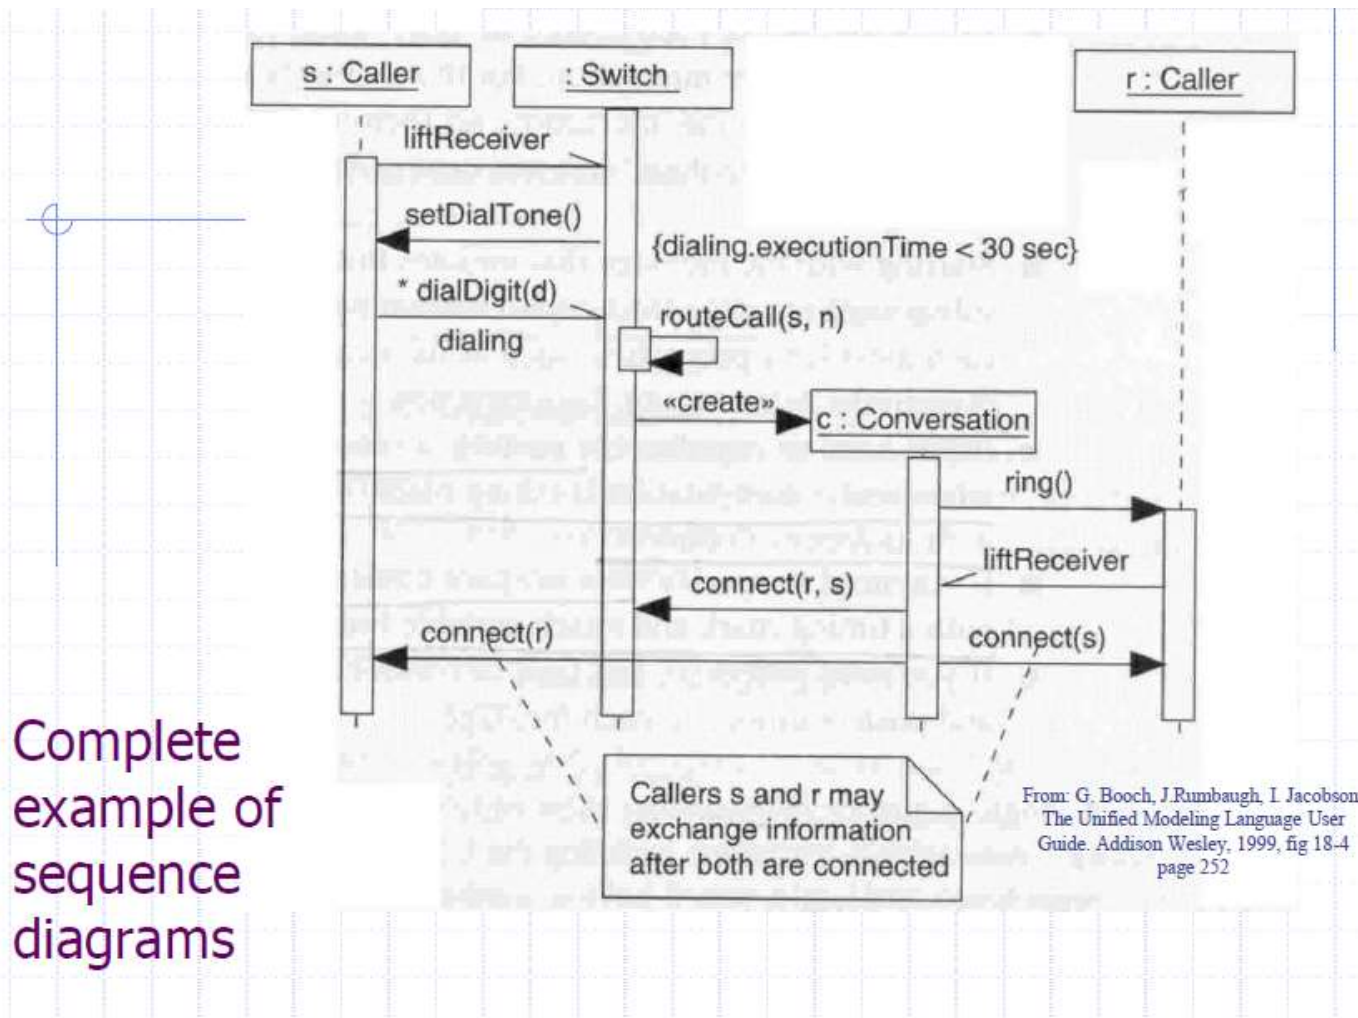 s : Caller
: Switch
r : Caller
liftReceiver
setDialTone()
{dialing.executionTime < 30 sec}
* dialDigit(d)
routeCall(s, n)
dialing
«create»
c : Conversation
ring()
liftReceiver
connect(r, s)
connect(r)
connect(s)
Callers s and r may
exchange information
after both are connected
Complete
example of
sequence
diagrams
From: G. Booch, J.Rumbaugh, I. Jacobson
The Unified Modeling Language User
Guide. Addison Wesley, 1999, fig 18-4
page 252